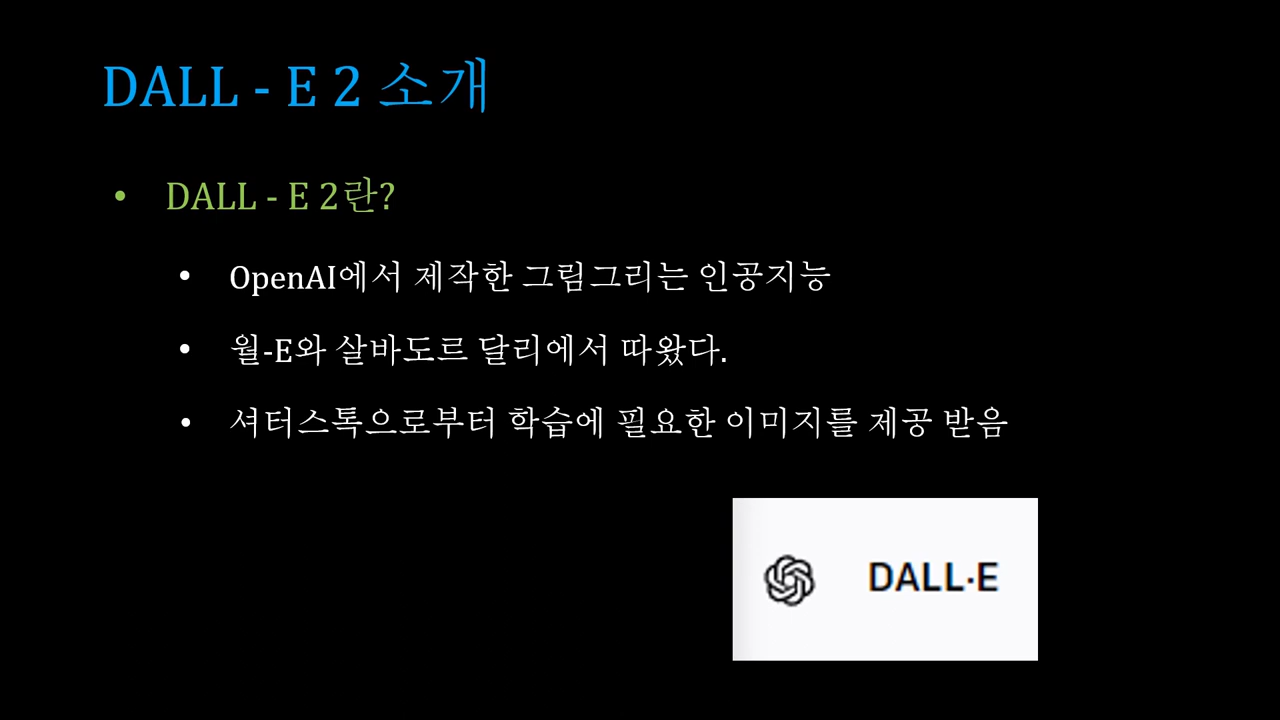 DALL - E 2 소개
• DALL - E 2란?
• OpenAI에서 제작한 그림그리는 인공지능
• 월-E와 살바도르 달리에서 따왔다.
• 셔터스톡으로부터 학습에 필요한 이미지를 제공 받음
DALL·E